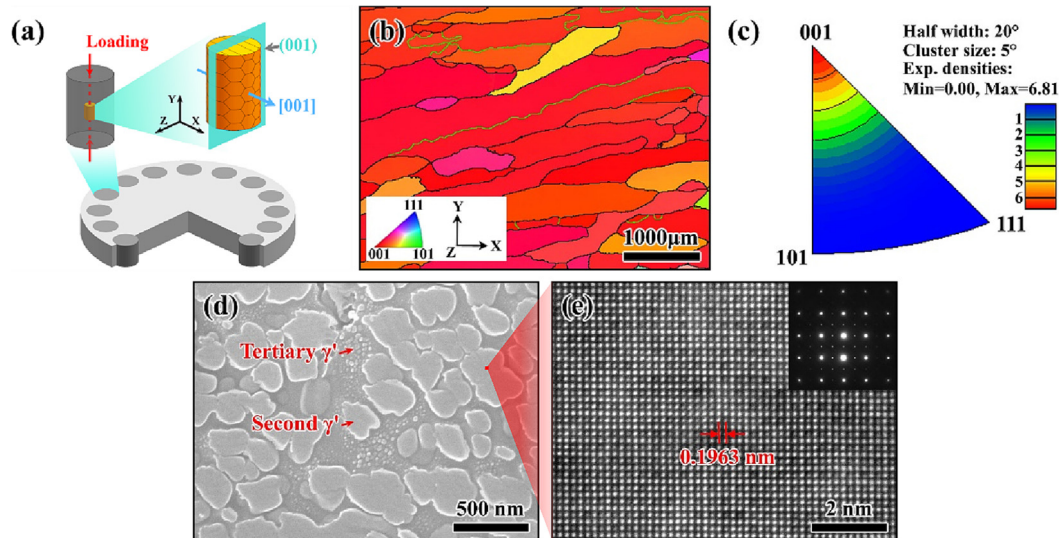 (a)
Loading
(001)
[001]
Y
Z
X
(b)
111
001
101
Y
Z
X
1000μm
(c)
001
Half width: 20°
Cluster size: 5°
Exp. densities:
Min=0.00, Max=6.81
1
2
3
4
5
6
111
101
(d)
Tertiary γ'
Second γ'
500 nm
(e)
0.1963 nm
2 nm